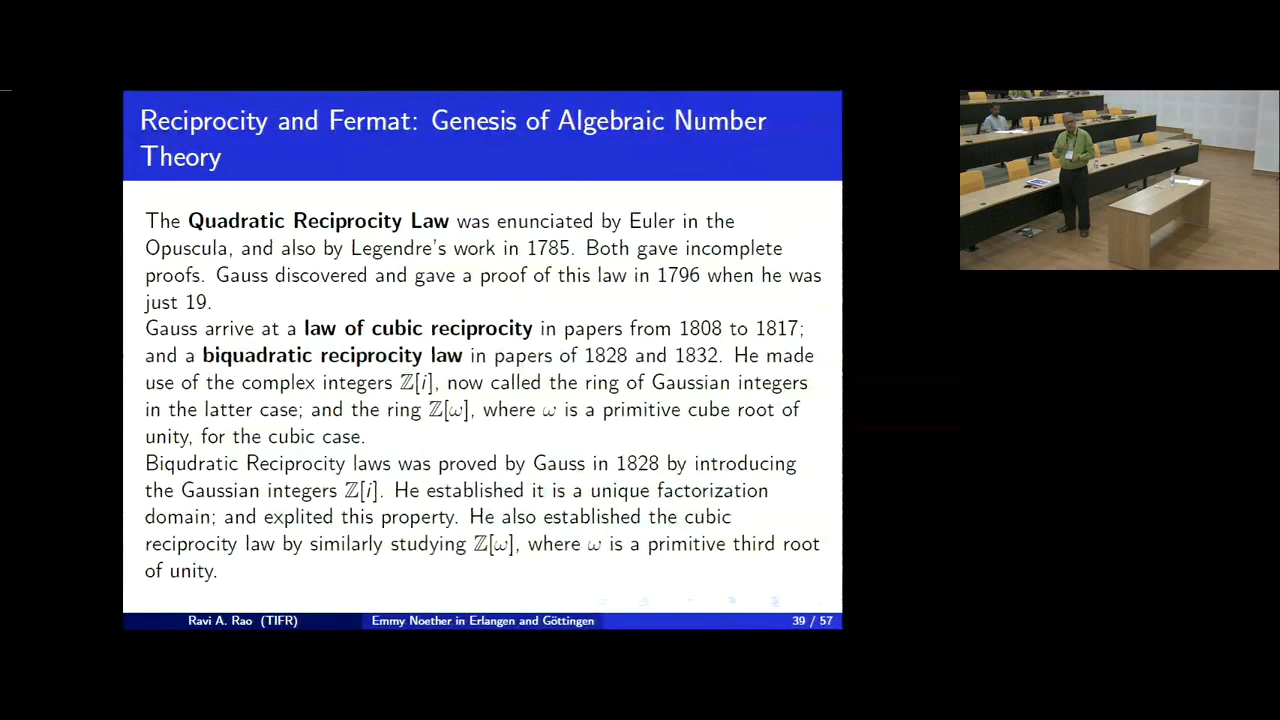 Reciprocity and Fermat: Genesis of Algebraic Number
Theory
The Quadratic Reciprocity Law was enunciated by Euler in the
Opuscula, and also by Legendre's work in 1785. Both gave incomplete
proofs. Gauss discovered and gave a proof of this law in 1796 when he was
just 19.
Gauss arrive at a law of cubic reciprocity in papers from 1808 to 1817;
and a biquadratic reciprocity law in papers of 1828 and 1832. He made
use of the complex integers ℤ[i], now called the ring of Gaussian integers
in the latter case; and the ring ℤ[ω], where ω is a primitive cube root of
unity, for the cubic case.
Biqudratic Reciprocity laws was proved by Gauss in 1828 by introducing
the Gaussian integers ℤ[i]. He established it is a unique factorization
domain; and explited this property. He also established the cubic
reciprocity law by similarly studying ℤ[ω], where ω is a primitive third root
of unity.
Ravi A. Rao (TIFR) Emmy Noether in Erlangen and Göttingen 39 / 57